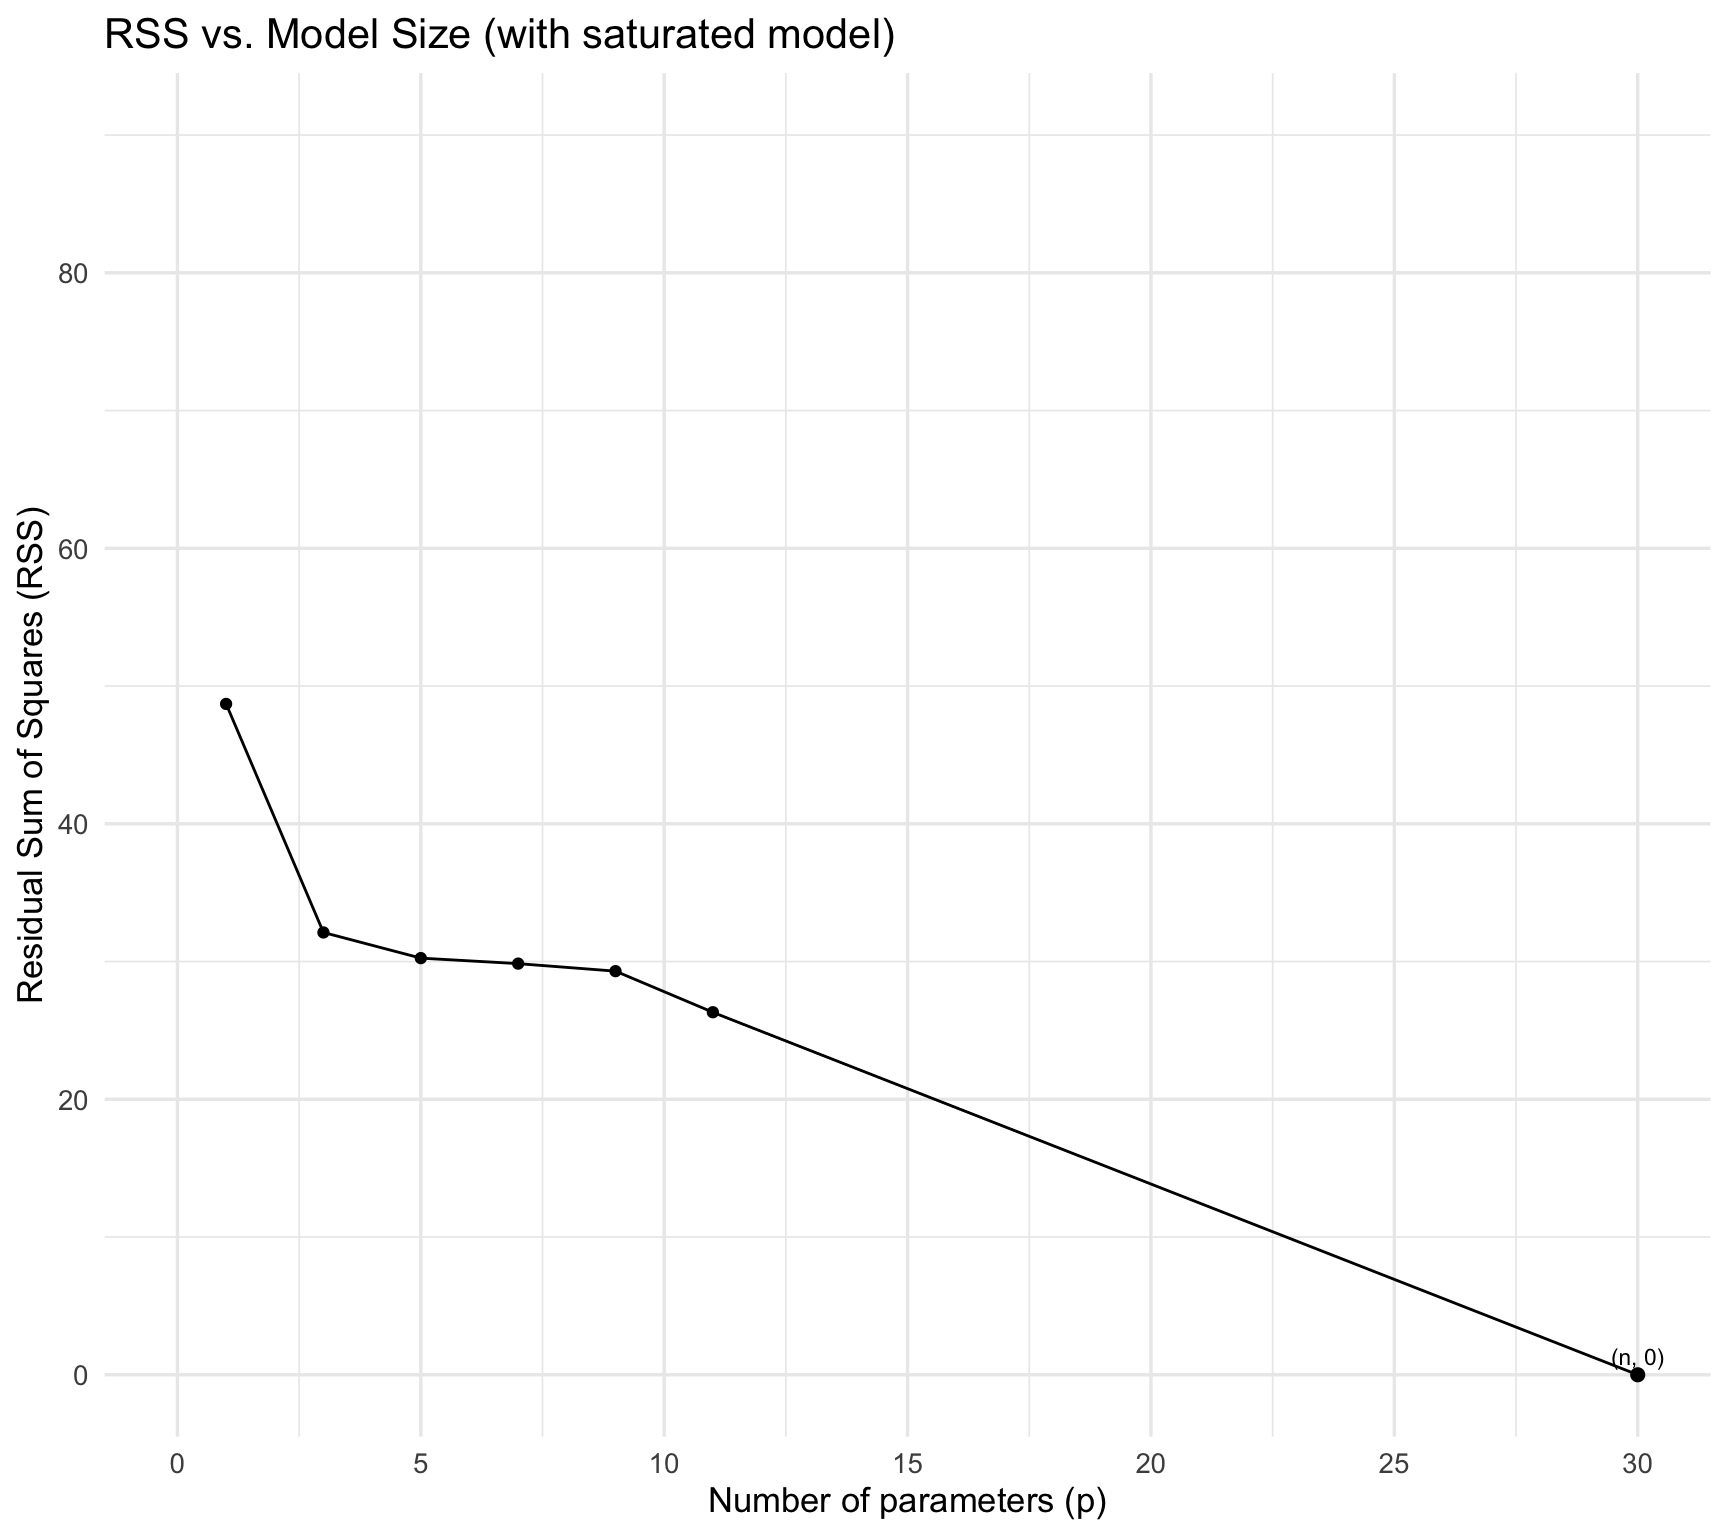 RSS vs. Model Size (with saturated model)
Residual Sum of Squares (RSS)
80
60
40
20
0
(n, 0)
0 5 10 15 20 25 30
Number of parameters (p)